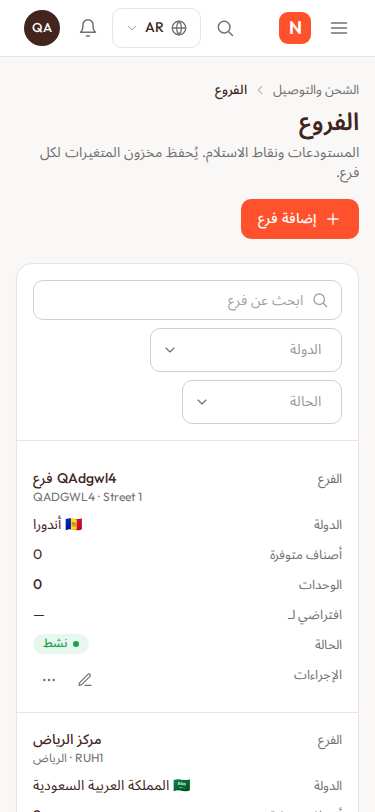 N
AR
QA
الشحن والتوصيل
الفروع
الفروع
المستودعات ونقاط الاستلام. يُحفظ مخزون المتغيرات لكل
فرع.
إضافة فرع
ابحث عن فرع
الدولة
الحالة
الفرع
فرع QAdgwl4
QADGWL4 · Street 1
الدولة
أندورا
أصناف متوفرة
0
الوحدات
0
افتراضي لـ
—
الحالة
نشط
الإجراءات
الفرع
مركز الرياض
RUH1 · الرياض
الدولة
المملكة العربية السعودية